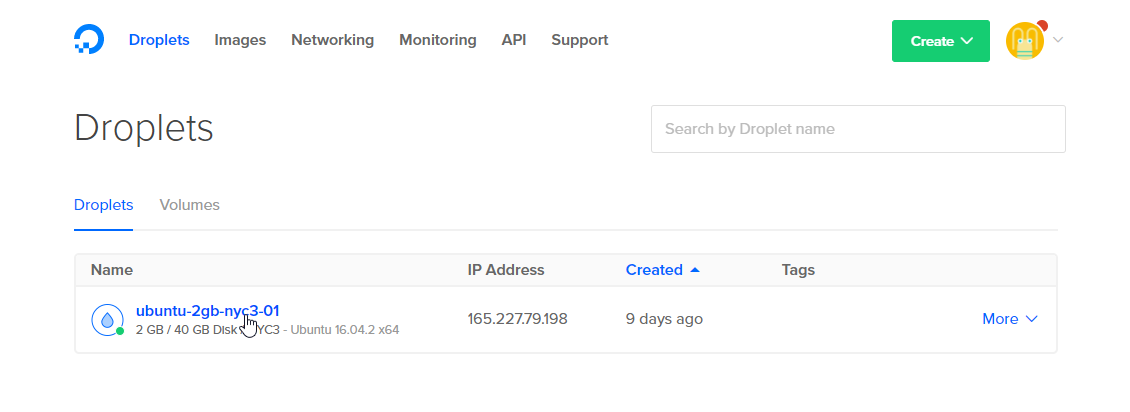 Droplets Images Networking Monitoring API Support Create
Droplets Search by Droplet name
Droplets Volumes
Name IP Address Created Tags
ubuntu-2gb-nyc3-01
2 GB / 40 GB Disk / NYC3 - Ubuntu 16.04.2 x64
165.227.79.198 9 days ago More